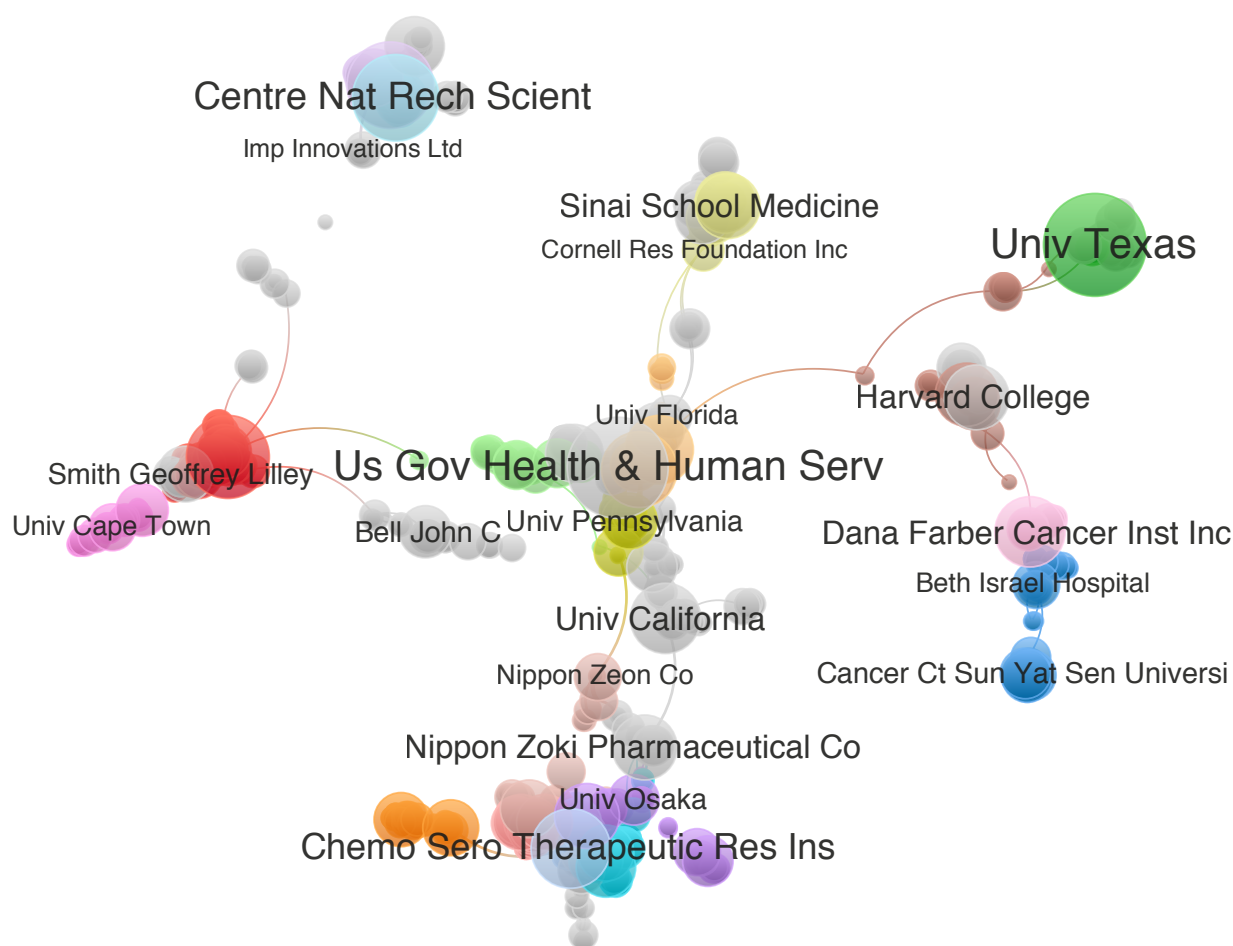 Centre Nat Rech Scient
Imp Innovations Ltd
Sinai School Medicine
Cornell Res Foundation Inc
Univ Texas
Harvard College
Univ Florida
Us Gov Health & Human Serv
Smith Geoffrey Lilley
Univ Cape Town
Bell John C
Univ Pennsylvania
Dana Farber Cancer Inst Inc
Beth Israel Hospital
Univ California
Nippon Zeon Co
Cancer Ct Sun Yat Sen Universi
Nippon Zoki Pharmaceutical Co
Univ Osaka
Chemo Sero Therapeutic Res Ins